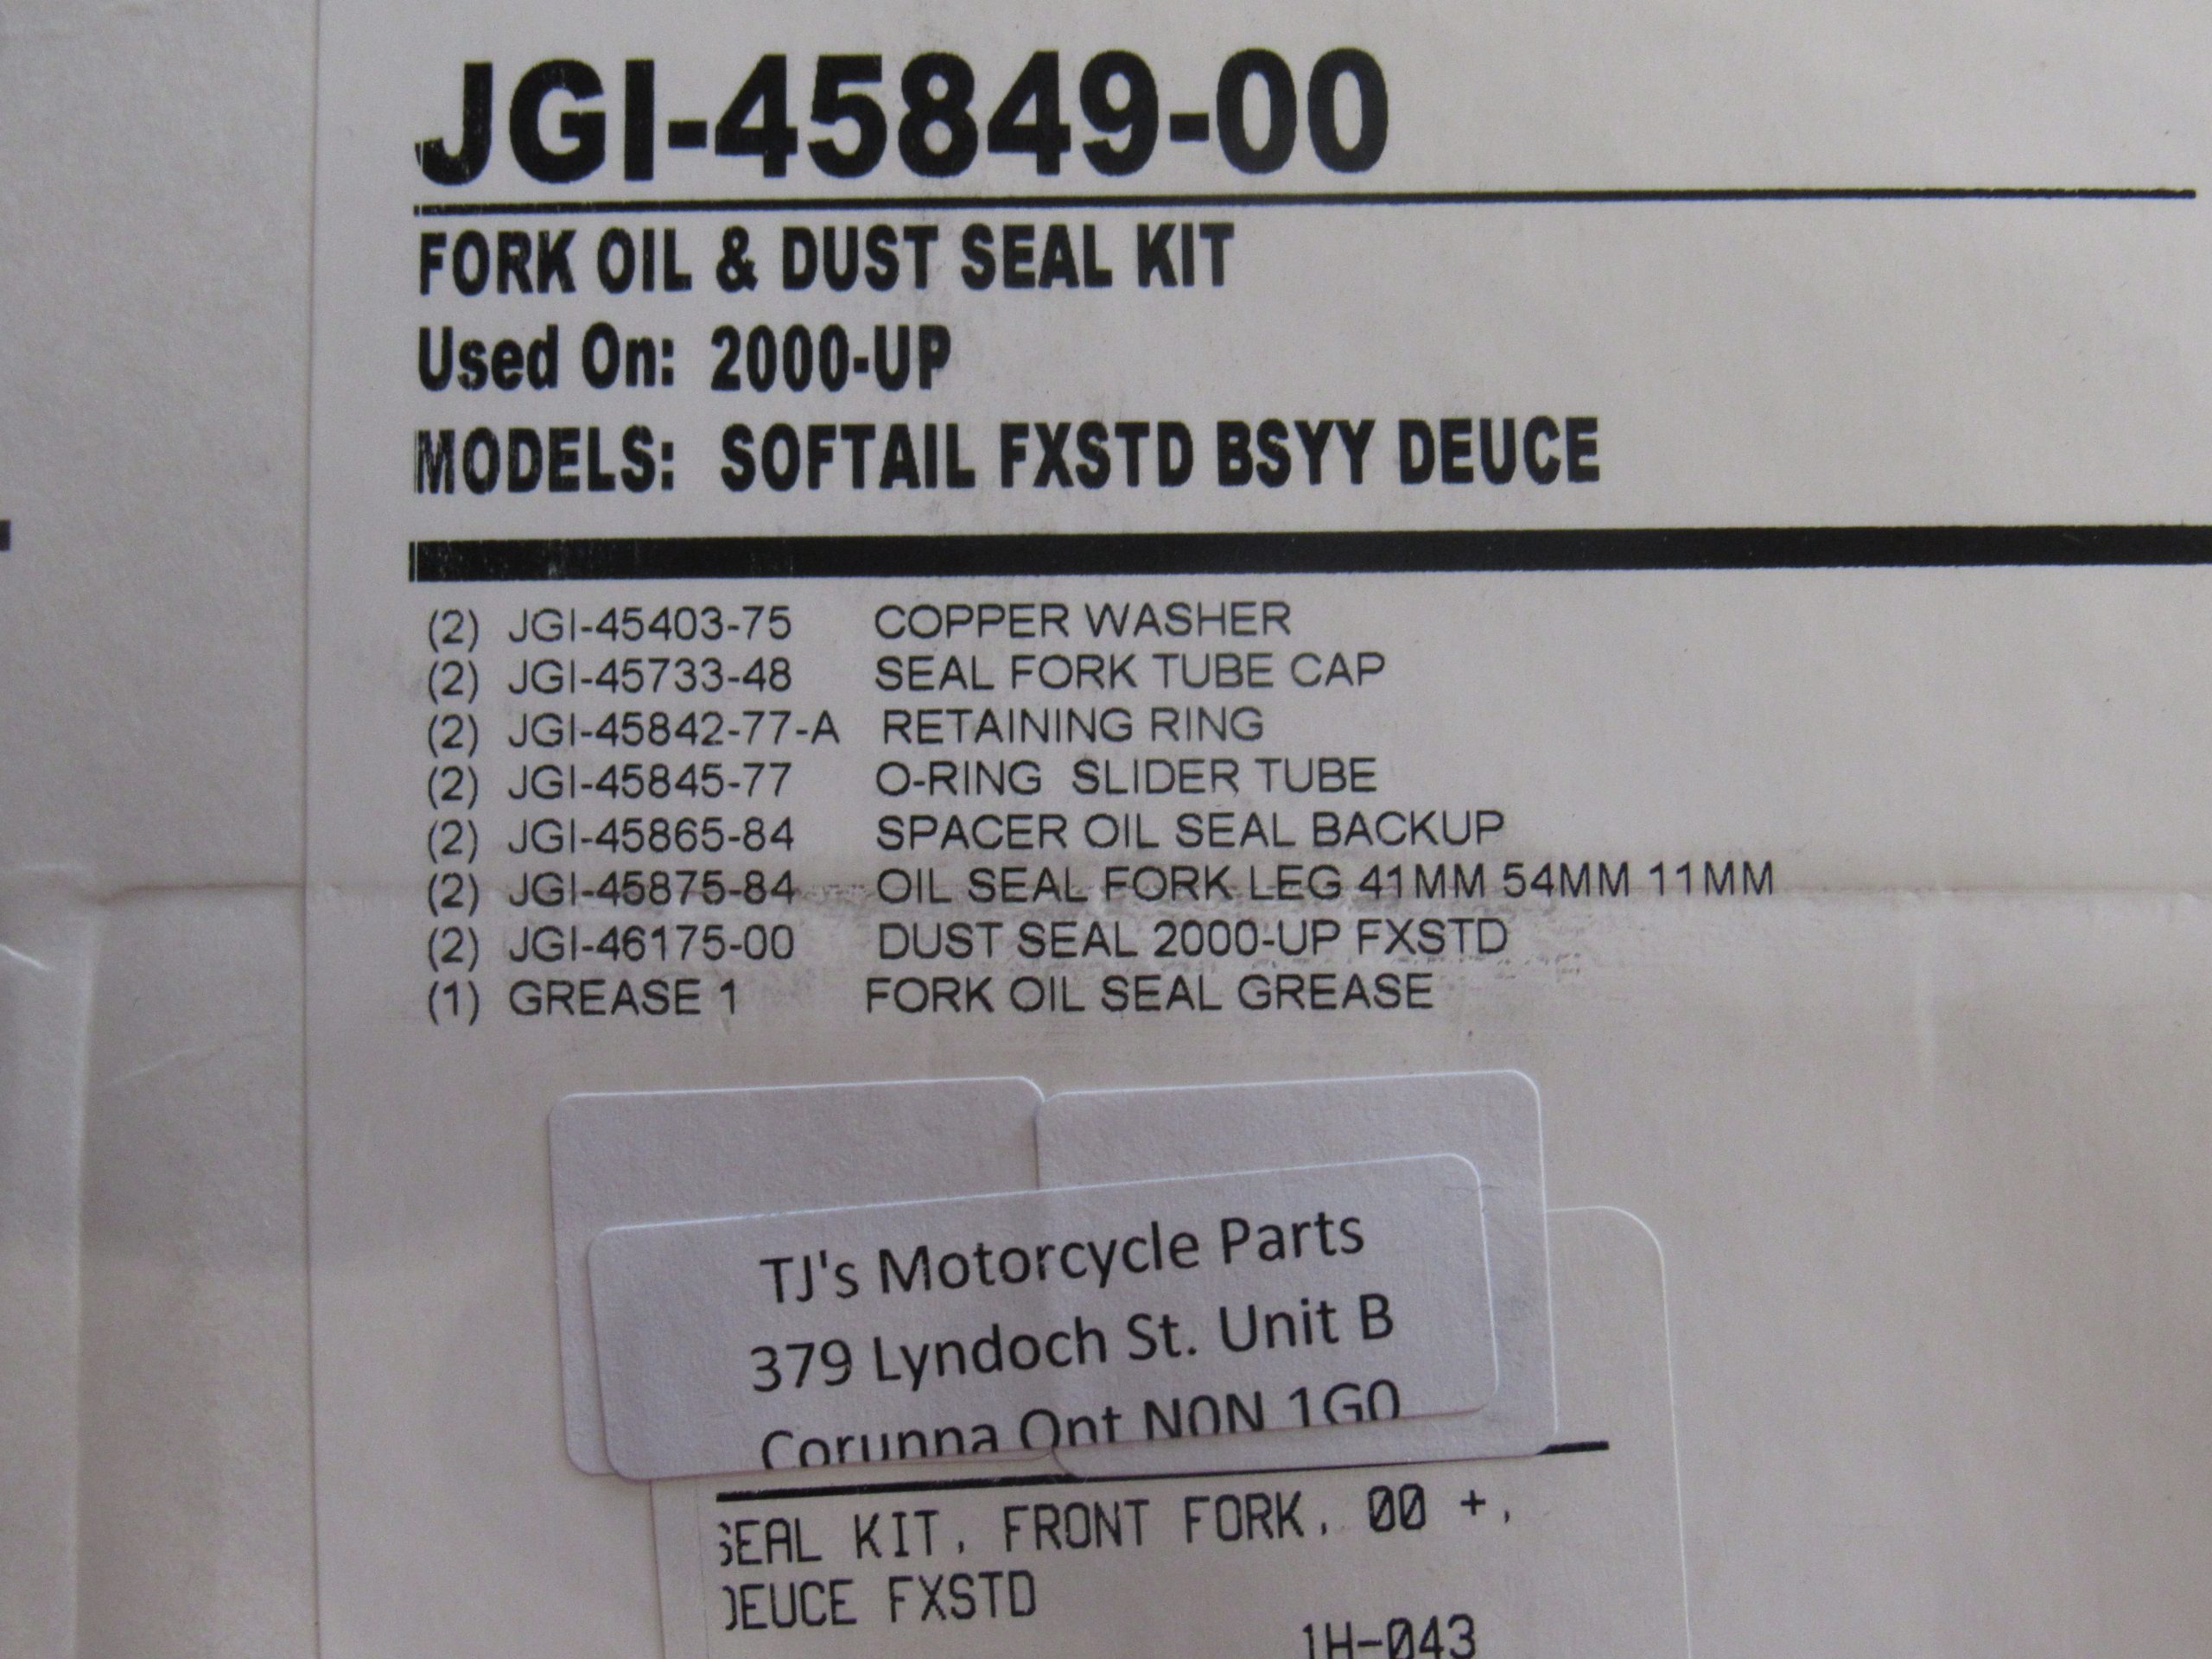 JGI-45849-00
FORK OIL & DUST SEAL KIT
Used On: 2000-UP
MODELS: SOFTAIL FXSTD BSYY DEUCE
(2) JGI-45403-75 COPPER WASHER
(2) JGI-45733-48 SEAL FORK TUBE CAP
(2) JGI-45842-77-A RETAINING RING
(2) JGI-45845-77 O-RING SLIDER TUBE
(2) JGI-45865-84 SPACER OIL SEAL BACKUP
(2) JGI-45875-84 OIL SEAL FORK LEG 41MM 54MM 11MM
(2) JGI-46175-00 DUST SEAL 2000-UP FXSTD
(1) GREASE 1 FORK OIL SEAL GREASE
TJ's Motorcycle Parts
379 Lyndoch St. Unit B
Corunna Ont N0N 1G0
SEAL KIT, FRONT FORK, 00 +,
DEUCE FXSTD
1H-043